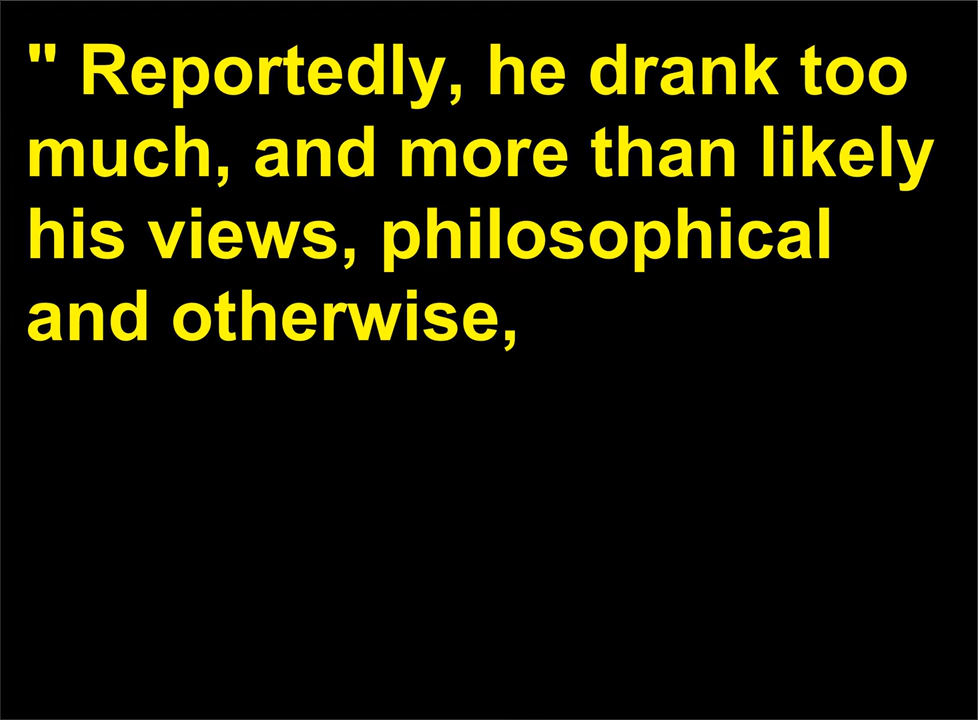 " Reportedly, he drank too
much, and more than likely
his views, philosophical
and otherwise,